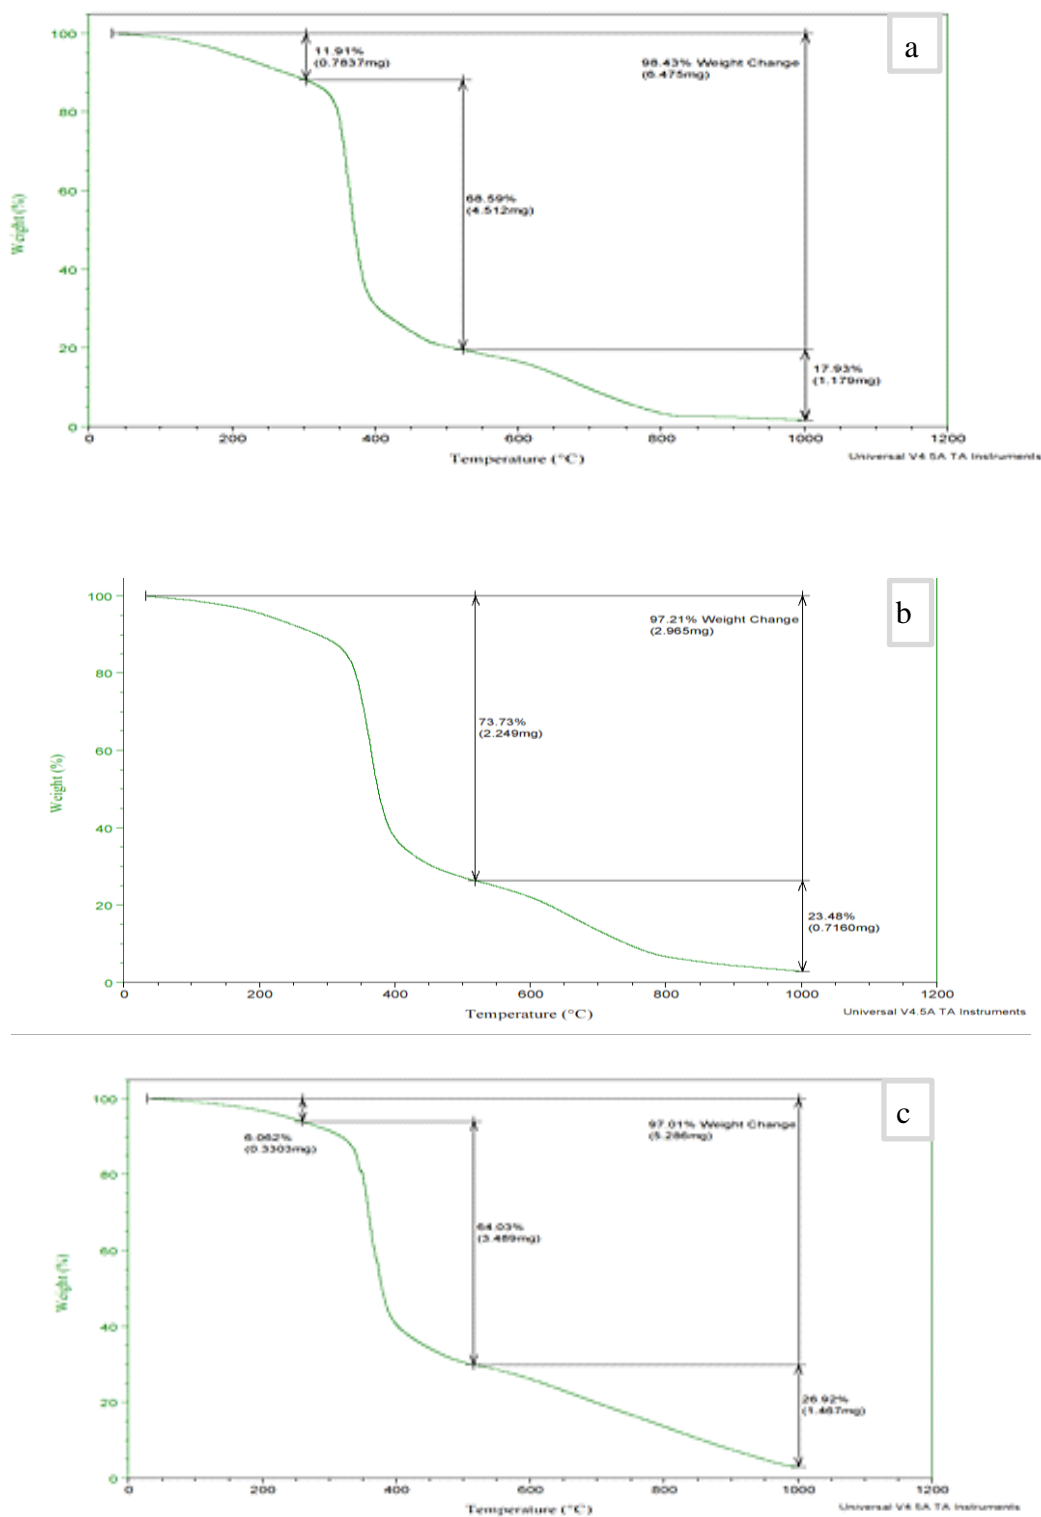 a
100
80
60
40
20
0
Weight (%)
11.91%
(0.7837mg)
98.43% Weight Change
(6.475mg)
68.59%
(4.512mg)
17.93%
(1.179mg)
0 200 400 600 800 1000 1200
Temperature (°C)
Universal V4.5A TA Instruments
b
100
80
60
40
20
0
Weight (%)
97.21% Weight Change
(2.965mg)
73.73%
(2.249mg)
23.48%
(0.7160mg)
0 200 400 600 800 1000 1200
Temperature (°C)
Universal V4.5A TA Instruments
c
100
80
60
40
20
0
Weight (%)
97.01% Weight Change
(5.286mg)
6.062%
(0.3303mg)
64.03%
(3.489mg)
26.92%
(1.467mg)
0 200 400 600 800 1000 1200
Temperature (°C)
Universal V4.5A TA Instruments